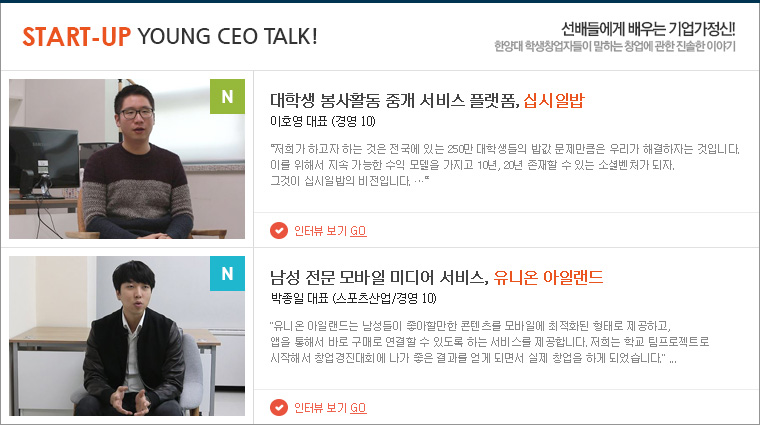 START-UP YOUNG CEO TALK!
선배들에게 배우는 기업가정신!
한양대 학생창업자들이 말하는 창업에 관한 진솔한 이야기
N
대학생 봉사활동 중개 서비스 플랫폼, 십시일밥
이호영 대표 (경영 10)
"저희가 하고자 하는 것은 전국에 있는 250만 대학생들의 밥값 문제만큼은 우리가 해결하자는 것입니다.
이를 위해서 지속 가능한 수익 모델을 가지고 10년, 20년 존재할 수 있는 소셜벤처가 되자.
그것이 십시일밥의 비전입니다. …"
인터뷰 보기 GO
N
남성 전문 모바일 미디어 서비스, 유니온 아일랜드
박종일 대표 (스포츠산업/경영 10)
"유니온 아일랜드는 남성들이 좋아할만한 콘텐츠를 모바일에 최적화된 형태로 제공하고,
앱을 통해서 바로 구매로 연결할 수 있도록 하는 서비스를 제공합니다. 저희는 학교 팀프로젝트로
시작해서 창업경진대회에 나가 좋은 결과를 얻게 되면서 실제 창업을 하게 되었습니다." ...
인터뷰 보기 GO